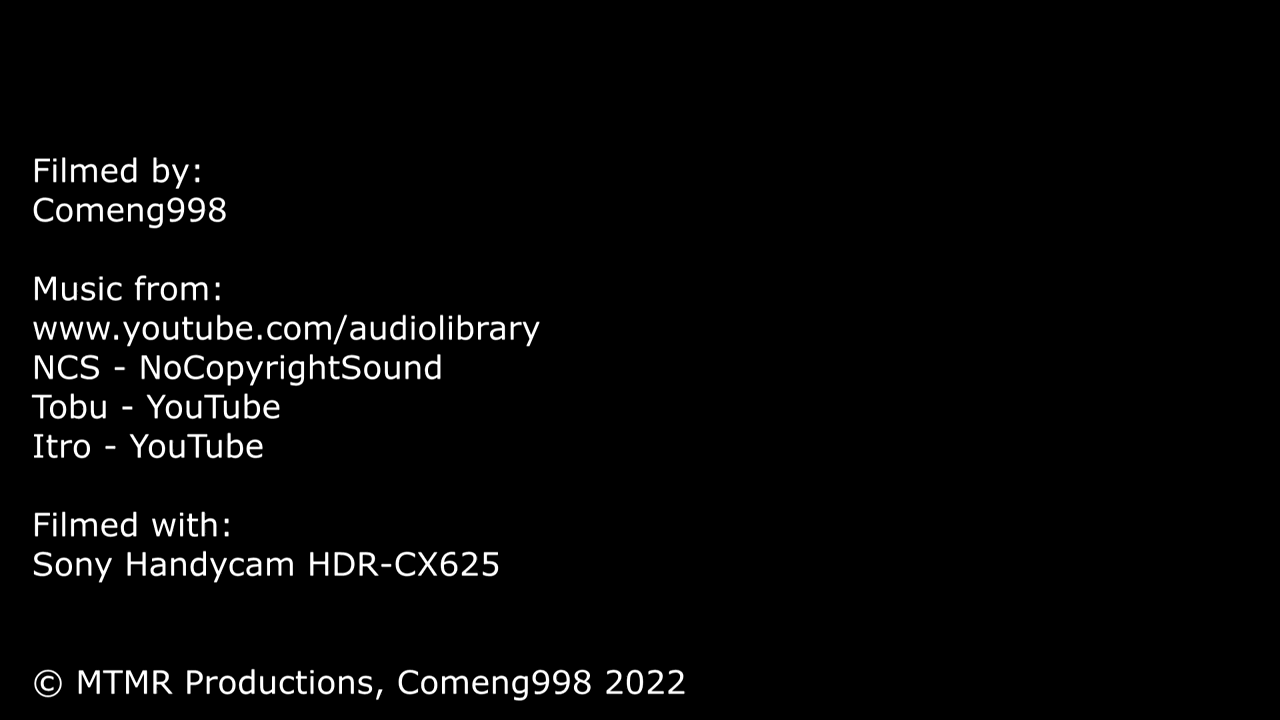 Filmed by:
Comeng998
Music from:
www.youtube.com/audiolibrary
NCS - NoCopyrightSound
Tobu - YouTube
Itro - YouTube
Filmed with:
Sony Handycam HDR-CX625
© MTMR Productions, Comeng998 2022